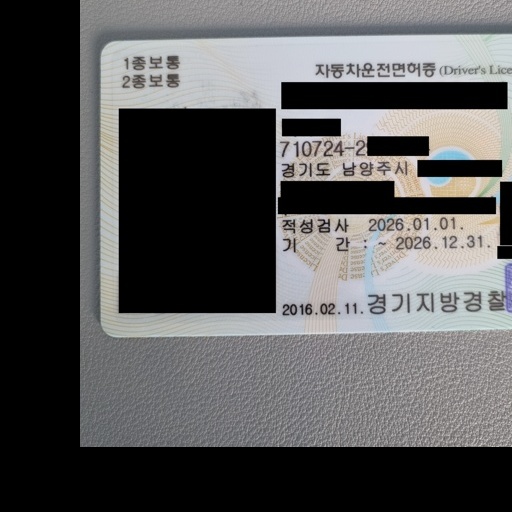 1종보통
2종보통
자동차운전면허증 (Driver's Lice
710724-2
경기도 남양주시
적성검사 2026.01.01.
기 간 : ~ 2026.12.31.
2016.02.11. 경기지방경찰